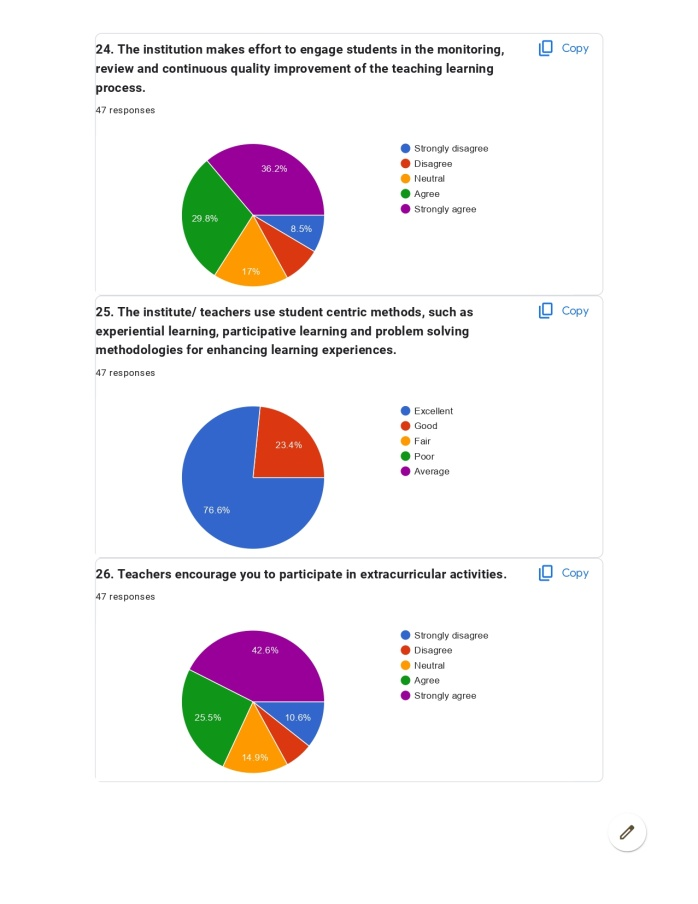 24. The institution makes effort to engage students in the monitoring,
Copy
review and continuous quality improvement of the teaching learning
process.
47 responses
Strongly disagree
Disagree
Neutral
Agree
Strongly agree
36.2%
29.8%
8.5%
17%
25. The institute/ teachers use student centric methods, such as
Copy
experiential learning, participative learning and problem solving
methodologies for enhancing learning experiences.
47 responses
Excellent
Good
Fair
Poor
Average
23.4%
76.6%
26. Teachers encourage you to participate in extracurricular activities.
Copy
47 responses
Strongly disagree
Disagree
Neutral
Agree
Strongly agree
42.6%
25.5%
10.6%
14.9%